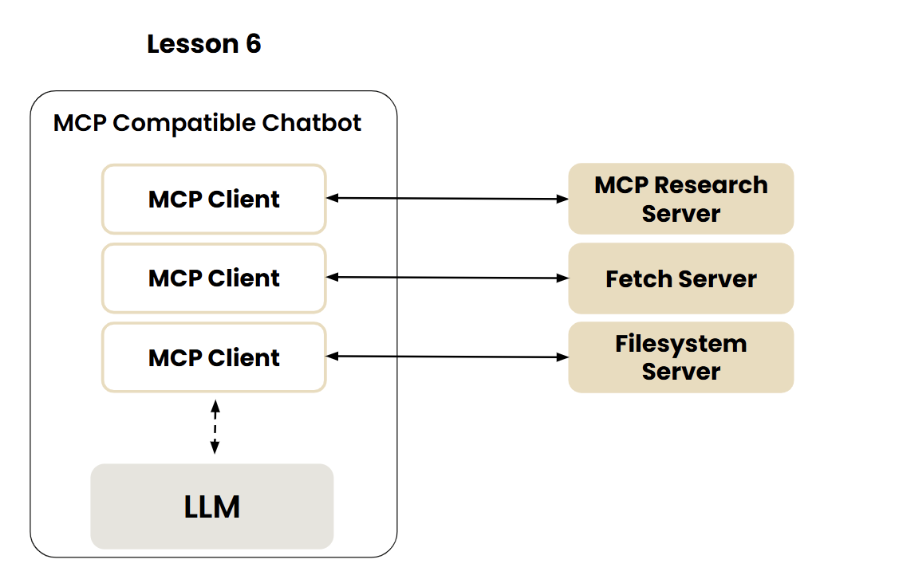 Lesson 6
MCP Compatible Chatbot
MCP Client
MCP Research
Server
MCP Client
Fetch Server
MCP Client
Filesystem
Server
LLM